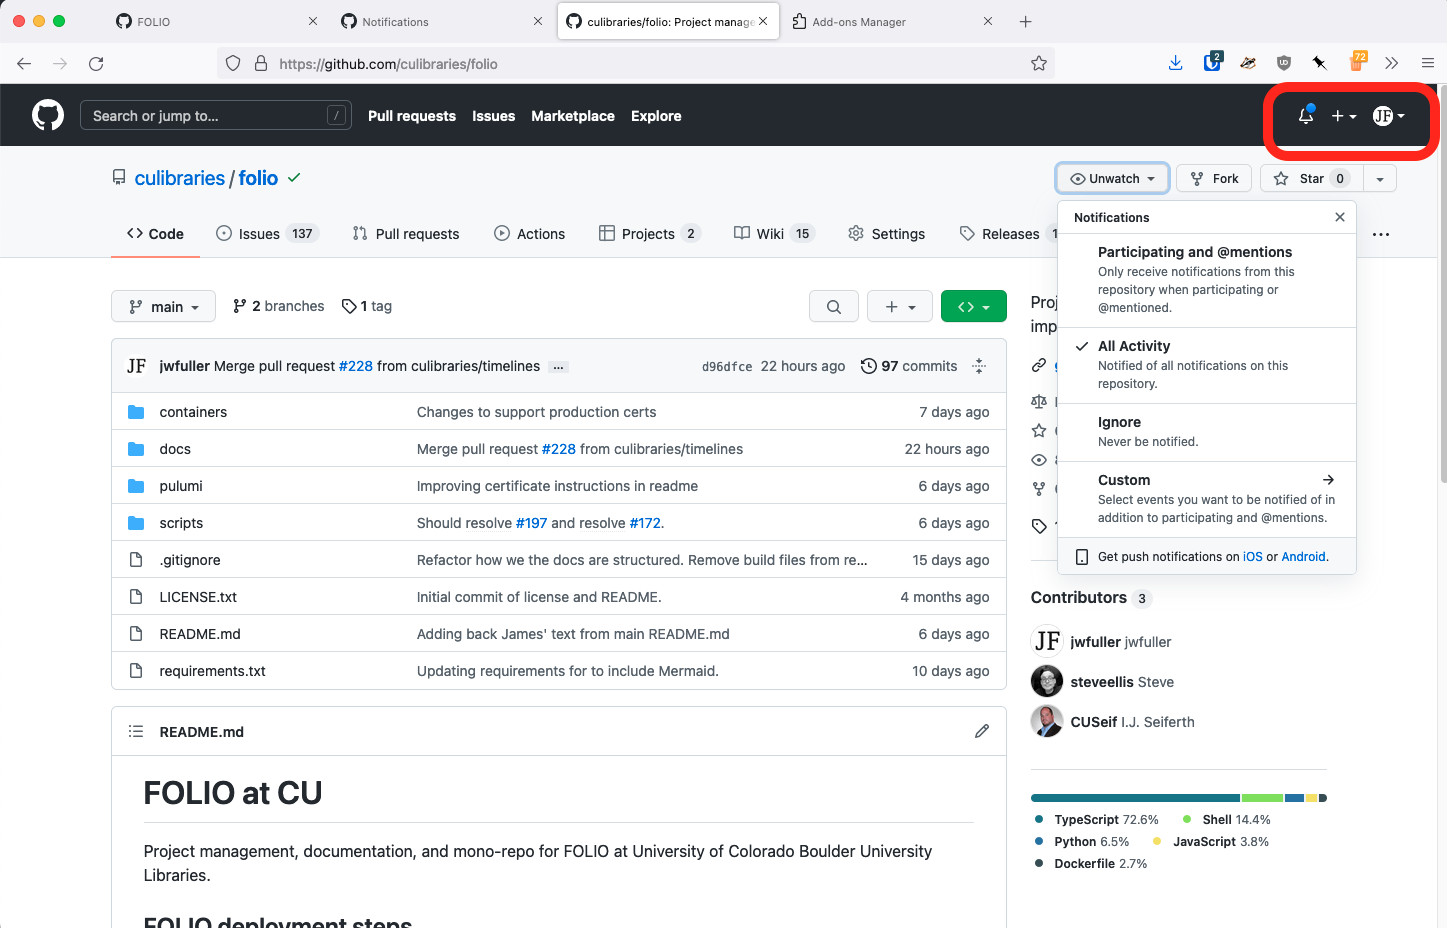 FOLIO
Notifications
culibraries/folio: Project manage
Add-ons Manager
https://github.com/culibraries/folio
2
72
Search or jump to…
/
Pull requests
Issues
Marketplace
Explore
JF
culibraries / folio
Unwatch
Fork
Star 0
Code
Issues 137
Pull requests
Actions
Projects 2
Wiki 15
Settings
Releases 1
Notifications
Participating and @mentions
Only receive notifications from this
repository when participating or
@mentioned.
All Activity
Notified of all notifications on this
repository.
Ignore
Never be notified.
Custom
Select events you want to be notified of in
addition to participating and @mentions.
Get push notifications on iOS or Android.
main
2 branches
1 tag
JF jwfuller Merge pull request #228 from culibraries/timelines ...
d96dfce 22 hours ago 97 commits
containers Changes to support production certs 7 days ago
docs Merge pull request #228 from culibraries/timelines 22 hours ago
pulumi Improving certificate instructions in readme 6 days ago
scripts Should resolve #197 and resolve #172. 6 days ago
.gitignore Refactor how we the docs are structured. Remove build files from re… 15 days ago
LICENSE.txt Initial commit of license and README. 4 months ago
README.md Adding back James' text from main README.md 6 days ago
requirements.txt Updating requirements for to include Mermaid. 10 days ago
README.md
FOLIO at CU
Project management, documentation, and mono-repo for FOLIO at University of Colorado Boulder University
Libraries.
FOLIO deployment steps
Proj
imp
Contributors 3
JF jwfuller jwfuller
steveellis Steve
CUSeif I.J. Seiferth
TypeScript 72.6% Shell 14.4%
Python 6.5% JavaScript 3.8%
Dockerfile 2.7%